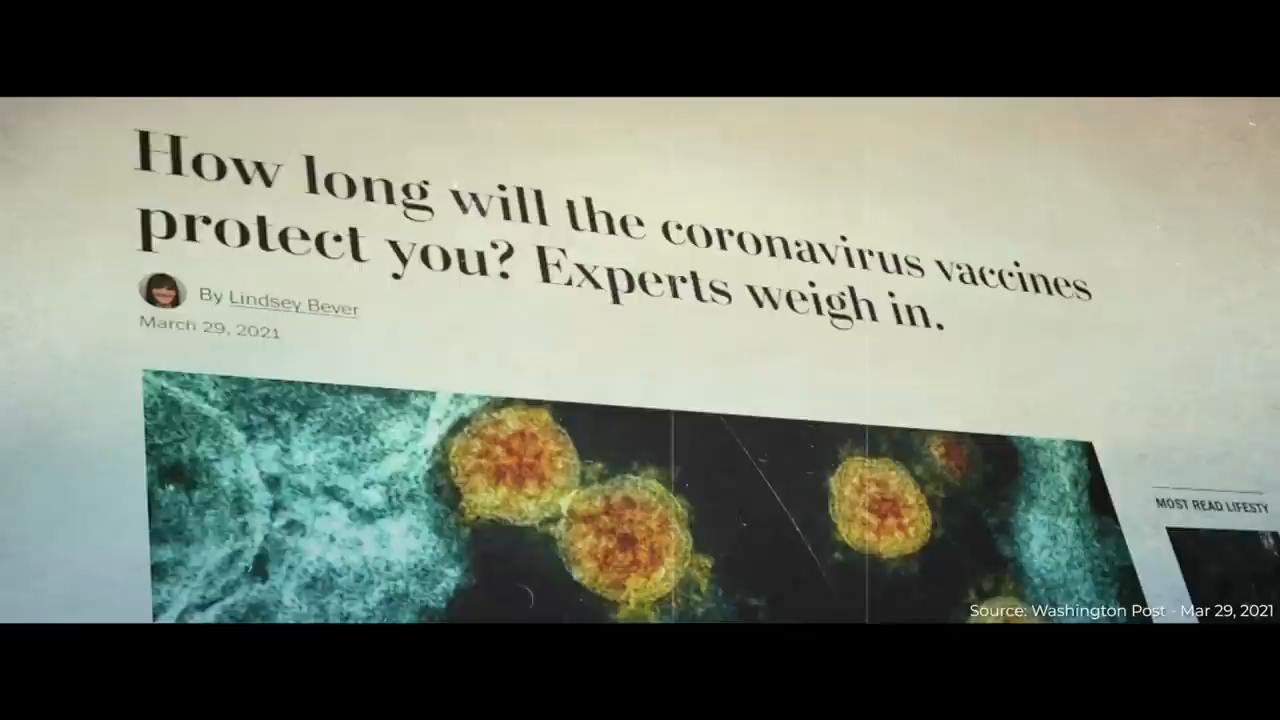 How long will the coronavirus vaccines
protect you? Experts weigh in.
By Lindsey Bever
March 29, 2021
MOST READ LIFESTY
Source: Washington Post - Mar 29, 2021